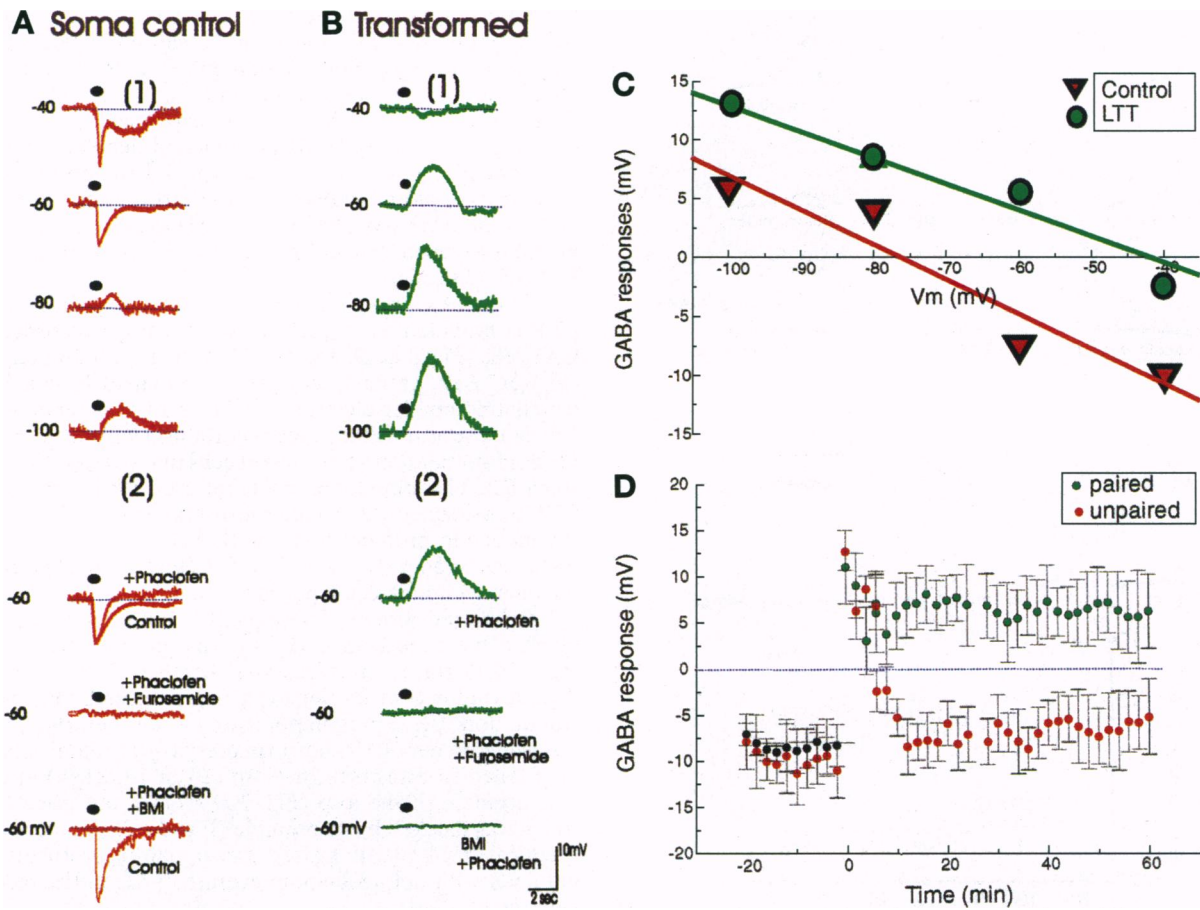 A Soma control
(1)
-40
-60
-80
-100
(2)
+Phaclofen
-60
Control
+Phaclofen
+Furosemide
-60
+Phaclofen
+BMI
-60 mV
Control
B Transformed
(1)
-40
-60
-80
-100
(2)
-60
+Phaclofen
-60
+Phaclofen
+Furosemide
-60 mV
BMI
+Phaclofen
10mV
2 sec
C
Control
LTT
GABA responses (mV)
15
10
5
0
-5
-10
-15
-100 -90 -80 -70 -60 -50 -40
Vm (mV)
D
paired
unpaired
GABA response (mV)
20
15
10
5
0
-5
-10
-15
-20
-20 0 20 40 60
Time (min)